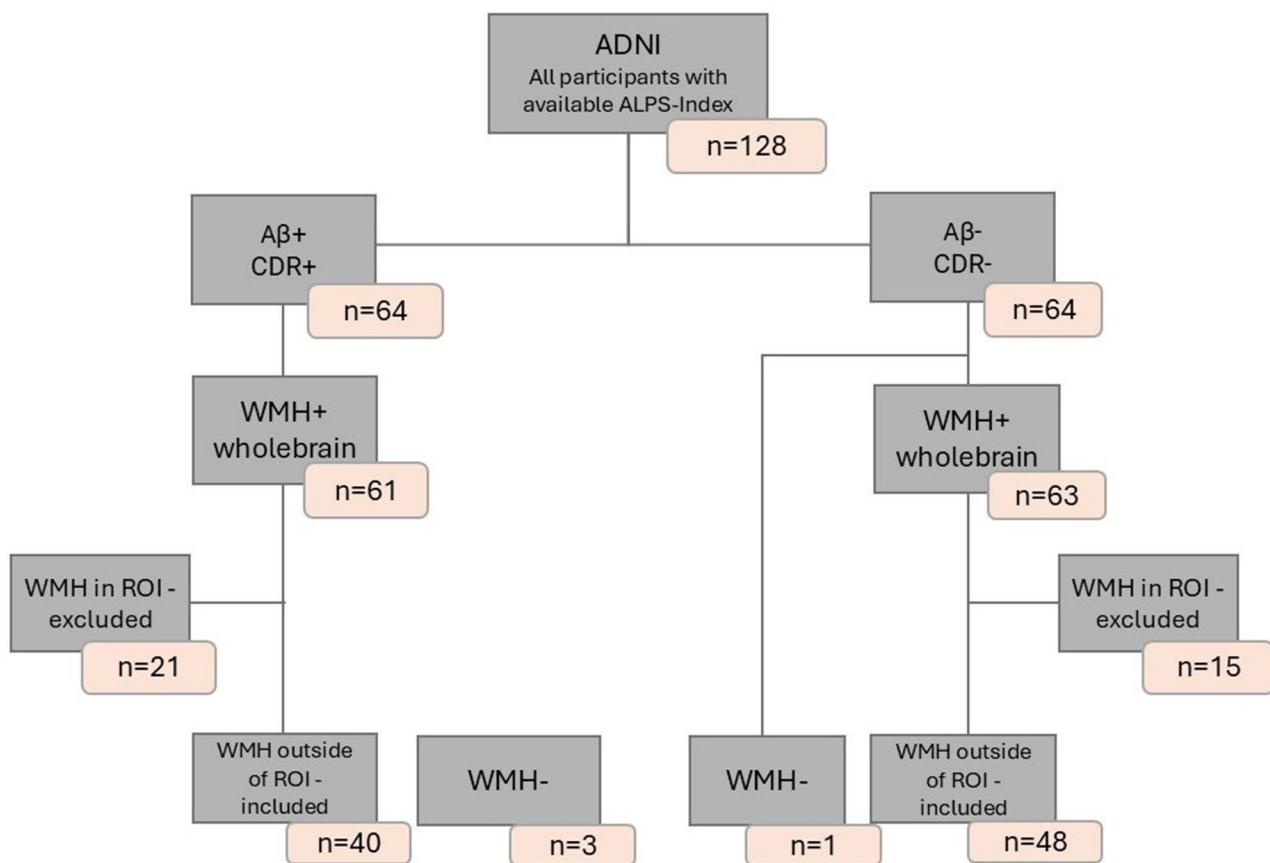 ADNI
All participants with
available ALPS-Index
n=128
Aβ+
CDR+
n=64
Aβ-
CDR-
n=64
WMH+
wholebrain
n=61
WMH+
wholebrain
n=63
WMH in ROI -
excluded
n=21
WMH in ROI -
excluded
n=15
WMH outside
of ROI -
included
n=40
WMH-
n=3
WMH-
n=1
WMH outside
of ROI -
included
n=48